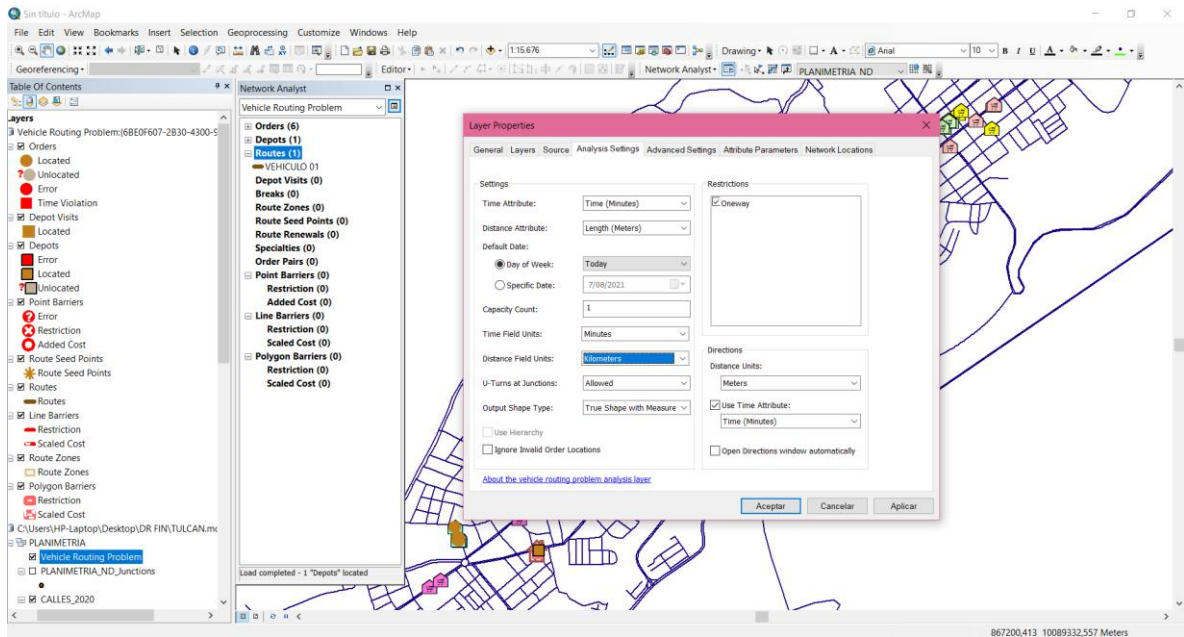 Sin título - ArcMap
File Edit View Bookmarks Insert Selection Geoprocessing Customize Windows Help
1:15.676
Drawing
Arial
10
B I U A
Georeferencing
Editor
Network Analyst
PLANIMETRIA_ND
Table Of Contents
.ayers
Vehicle Routing Problem:(6BE0F607-2B30-4300-9
Orders
Located
Unlocated
Error
Time Violation
Depot Visits
Located
Depots
Error
Located
Unlocated
Point Barriers
Error
Restriction
Added Cost
Route Seed Points
Route Seed Points
Routes
Routes
Line Barriers
Restriction
Scaled Cost
Route Zones
Route Zones
Polygon Barriers
Restriction
Scaled Cost
C:\Users\HP-Laptop\Desktop\DR FIN\TULCAN.mc
PLANIMETRIA
Vehicle Routing Problem
PLANIMETRIA_ND_Junctions
CALLES_2020
Network Analyst
Vehicle Routing Problem
Orders (6)
Depots (1)
Routes (1)
VEHICULO 01
Depot Visits (0)
Breaks (0)
Route Zones (0)
Route Seed Points (0)
Route Renewals (0)
Specialties (0)
Order Pairs (0)
Point Barriers (0)
Restriction (0)
Added Cost (0)
Line Barriers (0)
Restriction (0)
Scaled Cost (0)
Polygon Barriers (0)
Restriction (0)
Scaled Cost (0)
Load completed - 1 "Depots" located
Layer Properties
General Layers Source Analysis Settings Advanced Settings Attribute Parameters Network Locations
Settings
Time Attribute: Time (Minutes)
Distance Attribute: Length (Meters)
Default Date:
Day of Week: Today
Specific Date: 7/08/2021
Capacity Count: 1
Time Field Units: Minutes
Distance Field Units: Kilometers
U-Turns at Junctions: Allowed
Output Shape Type: True Shape with Measure
Use Hierarchy
Ignore Invalid Order Locations
About the vehicle routing problem analysis layer
Restrictions
Oneway
Directions
Distance Units:
Meters
Use Time Attribute:
Time (Minutes)
Open Directions window automatically
Aceptar Cancelar Aplicar
867200,413 10089332,557 Meters